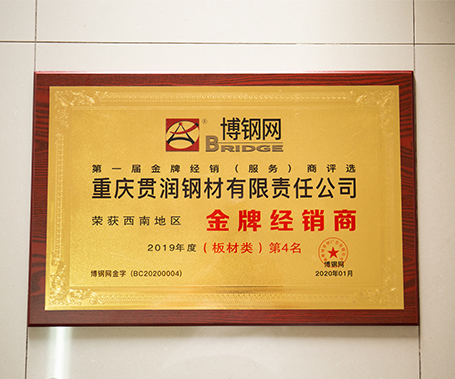 博钢网
BRIDGE
第一届金牌经销（服务）商评选
重庆贯润钢材有限责任公司
荣获西南地区 金牌经销商
2019年度（板材类）第4名
博钢网金字（BC20200004）
博钢网
2020年01月